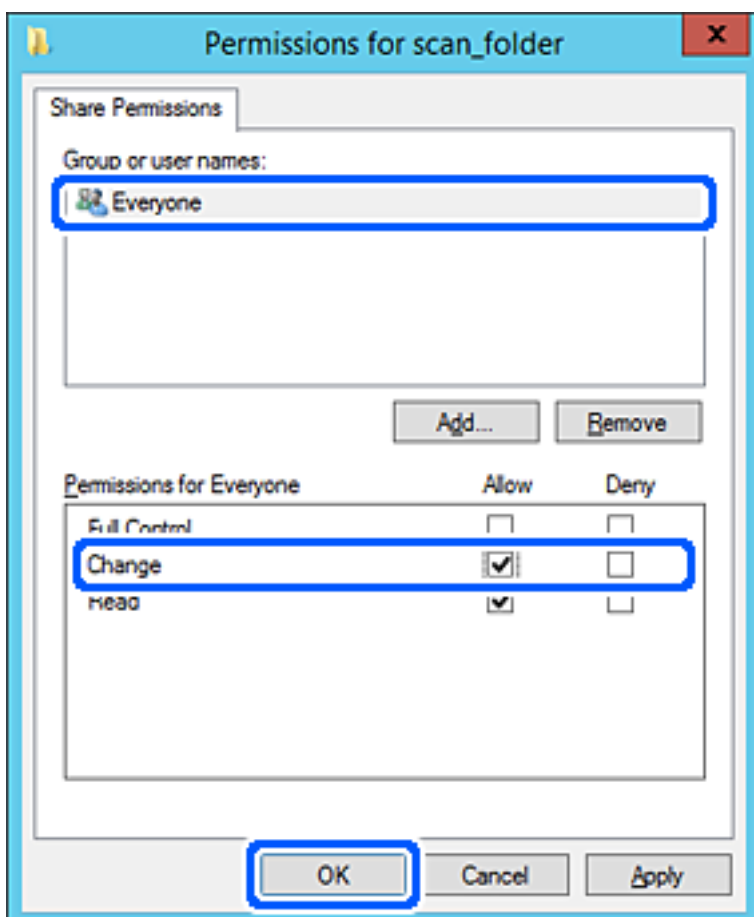 Permissions for scan_folder
x
Share Permissions
Group or user names:
Everyone
Add... Remove
Permissions for Everyone Allow Deny
Full Control
Change
Read
OK Cancel Apply